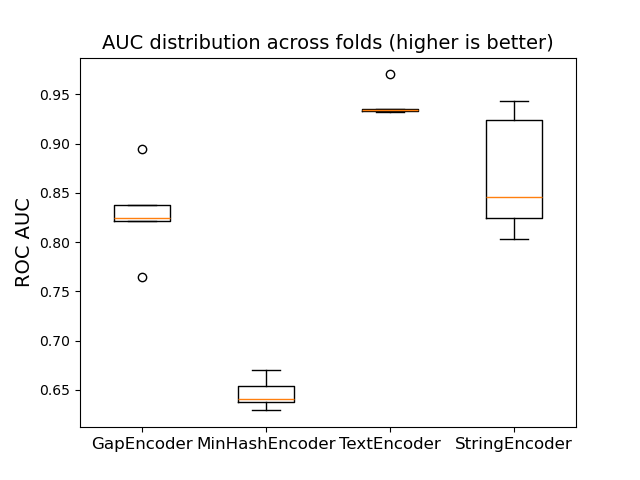 AUC distribution across folds (higher is better)
ROC AUC
0.95
0.90
0.85
0.80
0.75
0.70
0.65
GapEncoder MinHashEncoder TextEncoder StringEncoder